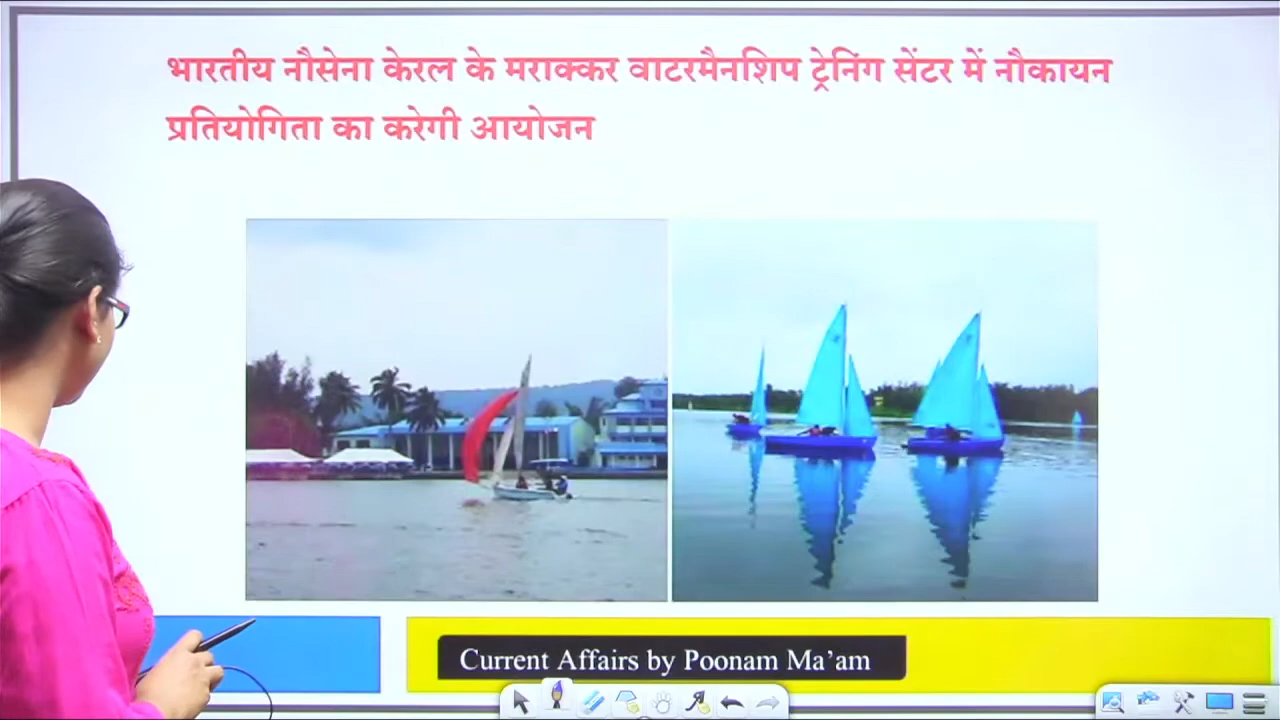 भारतीय नौसेना केरल के मराक्कर वाटरमैनशिप ट्रेनिंग सेंटर में नौकायन
प्रतियोगिता का करेगी आयोजन
Current Affairs by Poonam Ma'am